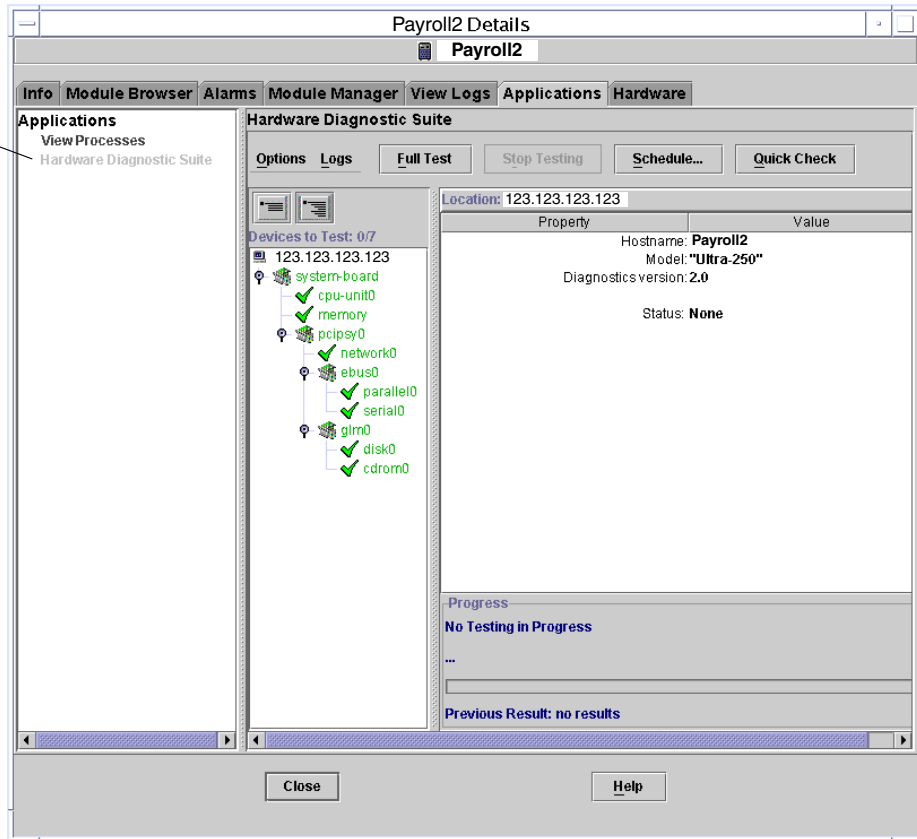 Payroll2 Details
Payroll2
Info Module Browser Alarms Module Manager View Logs Applications Hardware
Applications
View Processes
Hardware Diagnostic Suite
Hardware Diagnostic Suite
Options Logs Full Test Stop Testing Schedule... Quick Check
Devices to Test: 0/7
123.123.123.123
system-board
cpu-unit0
memory
pcipsy0
network0
ebus0
parallel0
serial0
glm0
disk0
cdrom0
Location: 123.123.123.123
Property Value
Hostname: Payroll2
Model: "Ultra-250"
Diagnostics version: 2.0
Status: None
Progress
No Testing in Progress
...
Previous Result: no results
Close Help